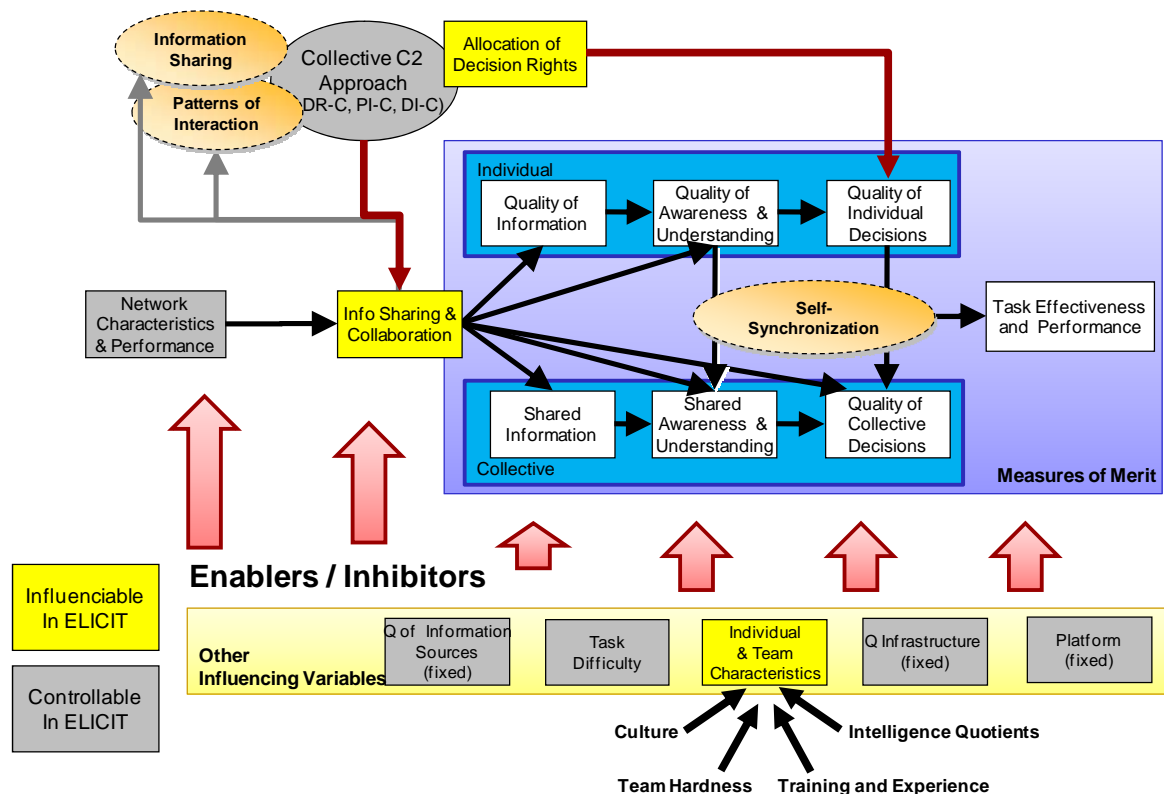 Information
Sharing
Patterns of
Interaction
Collective C2
Approach
DR-C, PI-C, DI-C)
Allocation of
Decision Rights
Individual
Quality of
Information
Quality of
Awareness &
Understanding
Quality of
Individual
Decisions
Network
Characteristics
& Performance
Info Sharing &
Collaboration
Self-
Synchronization
Task Effectiveness
and Performance
Shared
Information
Shared
Awareness &
Understanding
Quality of
Collective
Decisions
Collective
Measures of Merit
Enablers / Inhibitors
Influenciable
In ELICIT
Controllable
In ELICIT
Other
Influencing Variables
Q of Information
Sources
(fixed)
Task
Difficulty
Individual
& Team
Characteristics
Q Infrastructure
(fixed)
Platform
(fixed)
Culture
Intelligence Quotients
Team Hardness
Training and Experience